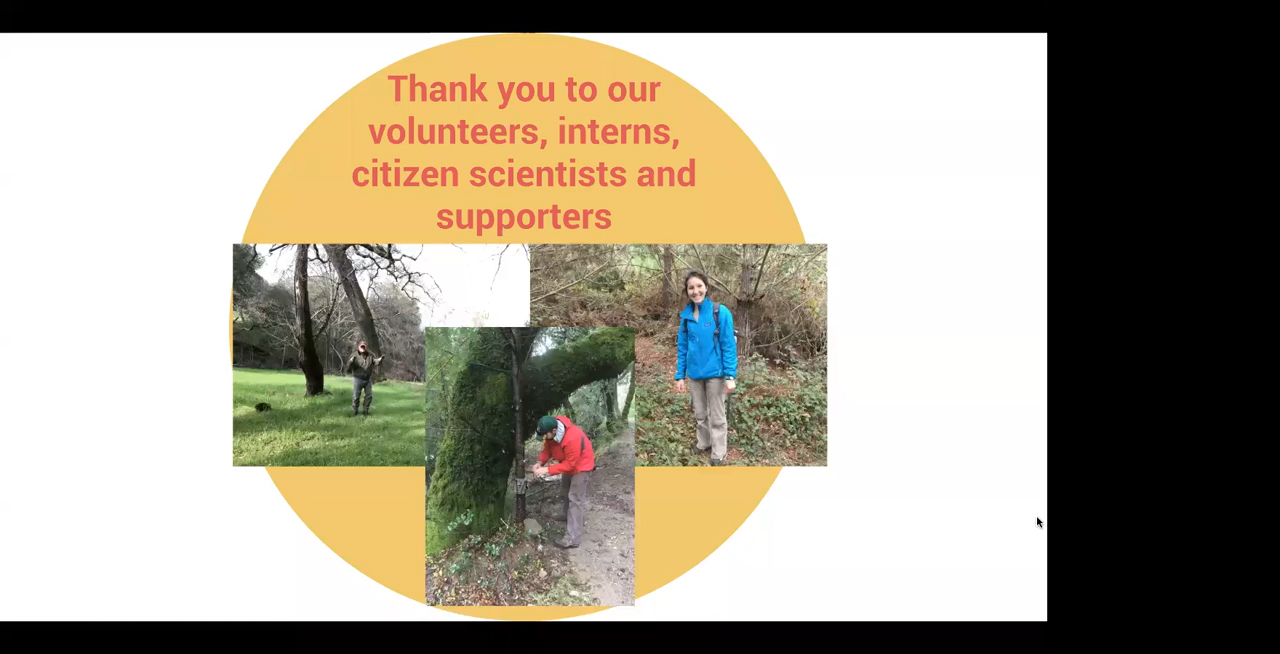 Thank you to our
volunteers, interns,
citizen scientists and
supporters